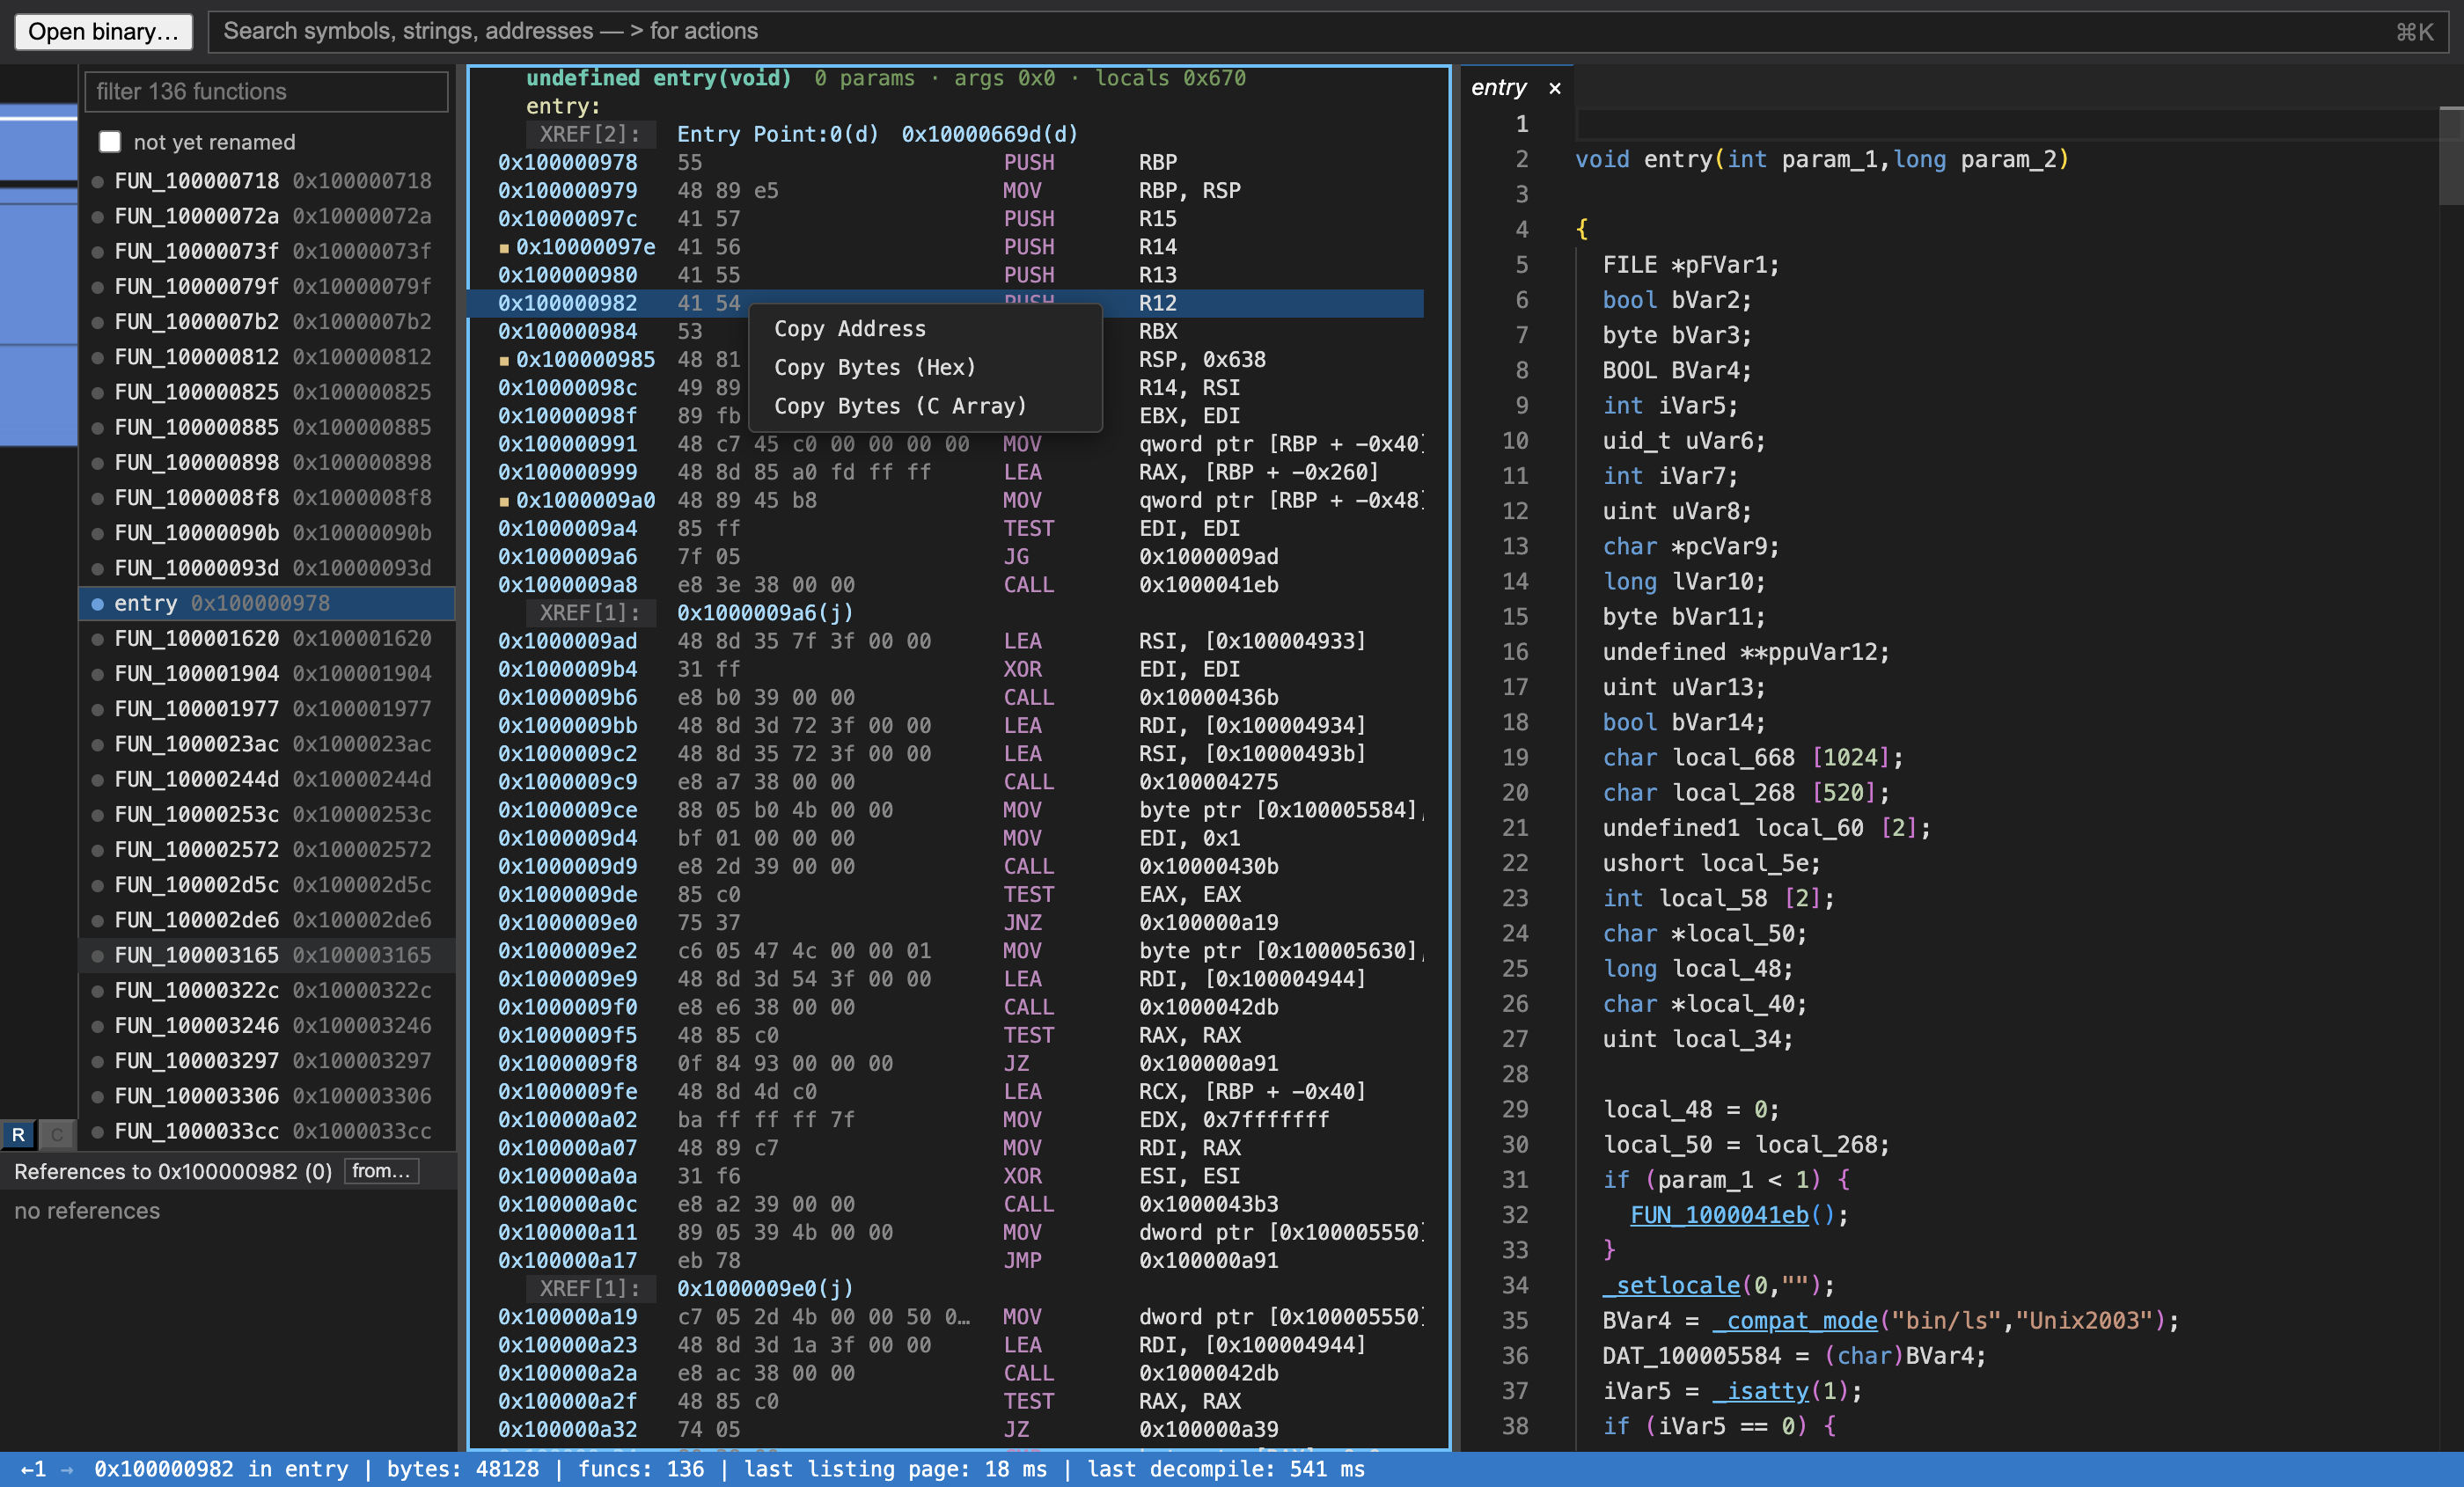 Open binary…
Search symbols, strings, addresses — > for actions
⌘K
filter 136 functions
not yet renamed
FUN_100000718 0x100000718
FUN_10000072a 0x10000072a
FUN_10000073f 0x10000073f
FUN_10000079f 0x10000079f
FUN_1000007b2 0x1000007b2
FUN_100000812 0x100000812
FUN_100000825 0x100000825
FUN_100000885 0x100000885
FUN_100000898 0x100000898
FUN_1000008f8 0x1000008f8
FUN_10000090b 0x10000090b
FUN_10000093d 0x10000093d
entry 0x100000978
FUN_100001620 0x100001620
FUN_100001904 0x100001904
FUN_100001977 0x100001977
FUN_1000023ac 0x1000023ac
FUN_10000244d 0x10000244d
FUN_10000253c 0x10000253c
FUN_100002572 0x100002572
FUN_100002d5c 0x100002d5c
FUN_100002de6 0x100002de6
FUN_100003165 0x100003165
FUN_10000322c 0x10000322c
FUN_100003246 0x100003246
FUN_100003297 0x100003297
FUN_100003306 0x100003306
FUN_1000033cc 0x1000033cc
R C
References to 0x100000982 (0) from…
no references
undefined entry(void) 0 params · args 0x0 · locals 0x670
entry:
XREF[2]: Entry Point:0(d) 0x10000669d(d)
0x100000978 55 PUSH RBP
0x100000979 48 89 e5 MOV RBP, RSP
0x10000097c 41 57 PUSH R15
0x10000097e 41 56 PUSH R14
0x100000980 41 55 PUSH R13
0x100000982 41 54 PUSH R12
0x100000984 53 RBX
0x100000985 48 81 RSP, 0x638
0x10000098c 49 89 R14, RSI
0x10000098f 89 fb EBX, EDI
Copy Address
Copy Bytes (Hex)
Copy Bytes (C Array)
0x100000991 48 c7 45 c0 00 00 00 00 MOV qword ptr [RBP + -0x40]
0x100000999 48 8d 85 a0 fd ff ff LEA RAX, [RBP + -0x260]
0x1000009a0 48 89 45 b8 MOV qword ptr [RBP + -0x48]
0x1000009a4 85 ff TEST EDI, EDI
0x1000009a6 7f 05 JG 0x1000009ad
0x1000009a8 e8 3e 38 00 00 CALL 0x1000041eb
XREF[1]: 0x1000009a6(j)
0x1000009ad 48 8d 35 7f 3f 00 00 LEA RSI, [0x100004933]
0x1000009b4 31 ff XOR EDI, EDI
0x1000009b6 e8 b0 39 00 00 CALL 0x10000436b
0x1000009bb 48 8d 3d 72 3f 00 00 LEA RDI, [0x100004934]
0x1000009c2 48 8d 35 72 3f 00 00 LEA RSI, [0x10000493b]
0x1000009c9 e8 a7 38 00 00 CALL 0x100004275
0x1000009ce 88 05 b0 4b 00 00 MOV byte ptr [0x100005584],
0x1000009d4 bf 01 00 00 00 MOV EDI, 0x1
0x1000009d9 e8 2d 39 00 00 CALL 0x10000430b
0x1000009de 85 c0 TEST EAX, EAX
0x1000009e0 75 37 JNZ 0x100000a19
0x1000009e2 c6 05 47 4c 00 00 01 MOV byte ptr [0x100005630],
0x1000009e9 48 8d 3d 54 3f 00 00 LEA RDI, [0x100004944]
0x1000009f0 e8 e6 38 00 00 CALL 0x1000042db
0x1000009f5 48 85 c0 TEST RAX, RAX
0x1000009f8 0f 84 93 00 00 00 JZ 0x100000a91
0x1000009fe 48 8d 4d c0 LEA RCX, [RBP + -0x40]
0x100000a02 ba ff ff ff 7f MOV EDX, 0x7fffffff
0x100000a07 48 89 c7 MOV RDI, RAX
0x100000a0a 31 f6 XOR ESI, ESI
0x100000a0c e8 a2 39 00 00 CALL 0x1000043b3
0x100000a11 89 05 39 4b 00 00 MOV dword ptr [0x100005550]
0x100000a17 eb 78 JMP 0x100000a91
XREF[1]: 0x1000009e0(j)
0x100000a19 c7 05 2d 4b 00 00 50 0… MOV dword ptr [0x100005550]
0x100000a23 48 8d 3d 1a 3f 00 00 LEA RDI, [0x100004944]
0x100000a2a e8 ac 38 00 00 CALL 0x1000042db
0x100000a2f 48 85 c0 TEST RAX, RAX
0x100000a32 74 05 JZ 0x100000a39
entry ×
1
2 void entry(int param_1,long param_2)
3
4 {
5 FILE *pFVar1;
6 bool bVar2;
7 byte bVar3;
8 BOOL BVar4;
9 int iVar5;
10 uid_t uVar6;
11 int iVar7;
12 uint uVar8;
13 char *pcVar9;
14 long lVar10;
15 byte bVar11;
16 undefined **ppuVar12;
17 uint uVar13;
18 bool bVar14;
19 char local_668 [1024];
20 char local_268 [520];
21 undefined1 local_60 [2];
22 ushort local_5e;
23 int local_58 [2];
24 char *local_50;
25 long local_48;
26 char *local_40;
27 uint local_34;
28
29 local_48 = 0;
30 local_50 = local_268;
31 if (param_1 < 1) {
32 FUN_1000041eb();
33 }
34 _setlocale(0,"");
35 BVar4 = _compat_mode("bin/ls","Unix2003");
36 DAT_100005584 = (char)BVar4;
37 iVar5 = _isatty(1);
38 if (iVar5 == 0) {
←1 → 0x100000982 in entry | bytes: 48128 | funcs: 136 | last listing page: 18 ms | last decompile: 541 ms